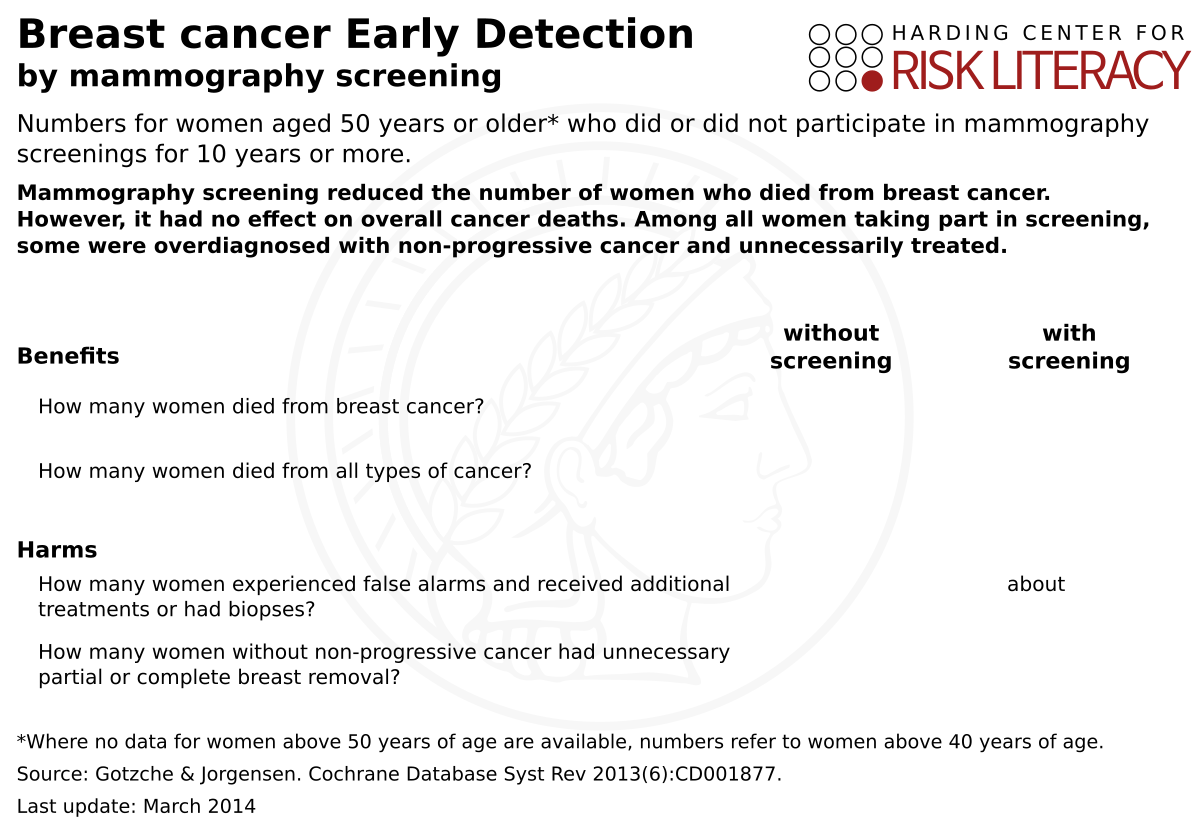 Breast cancer Early Detection
by mammography screening
HARDING CENTER FOR
RISK LITERACY
Numbers for women aged 50 years or older* who did or did not participate in mammography
screenings for 10 years or more.
Mammography screening reduced the number of women who died from breast cancer.
However, it had no effect on overall cancer deaths. Among all women taking part in screening,
some were overdiagnosed with non-progressive cancer and unnecessarily treated.
without screening
with screening
Benefits
How many women died from breast cancer?
How many women died from all types of cancer?
Harms
How many women experienced false alarms and received additional
about
treatments or had biopses?
How many women without non-progressive cancer had unnecessary
partial or complete breast removal?
*Where no data for women above 50 years of age are available, numbers refer to women above 40 years of age.
Source: Gotzche & Jorgensen. Cochrane Database Syst Rev 2013(6):CD001877.
Last update: March 2014